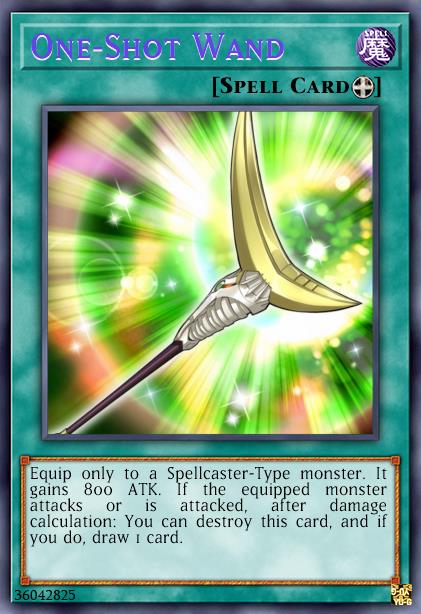 One-Shot Wand
SPELL
魔
[Spell Card]
Equip only to a Spellcaster-Type monster. It
gains 800 ATK. If the equipped monster
attacks or is attacked, after damage
calculation: You can destroy this card, and if
you do, draw 1 card.
36042825